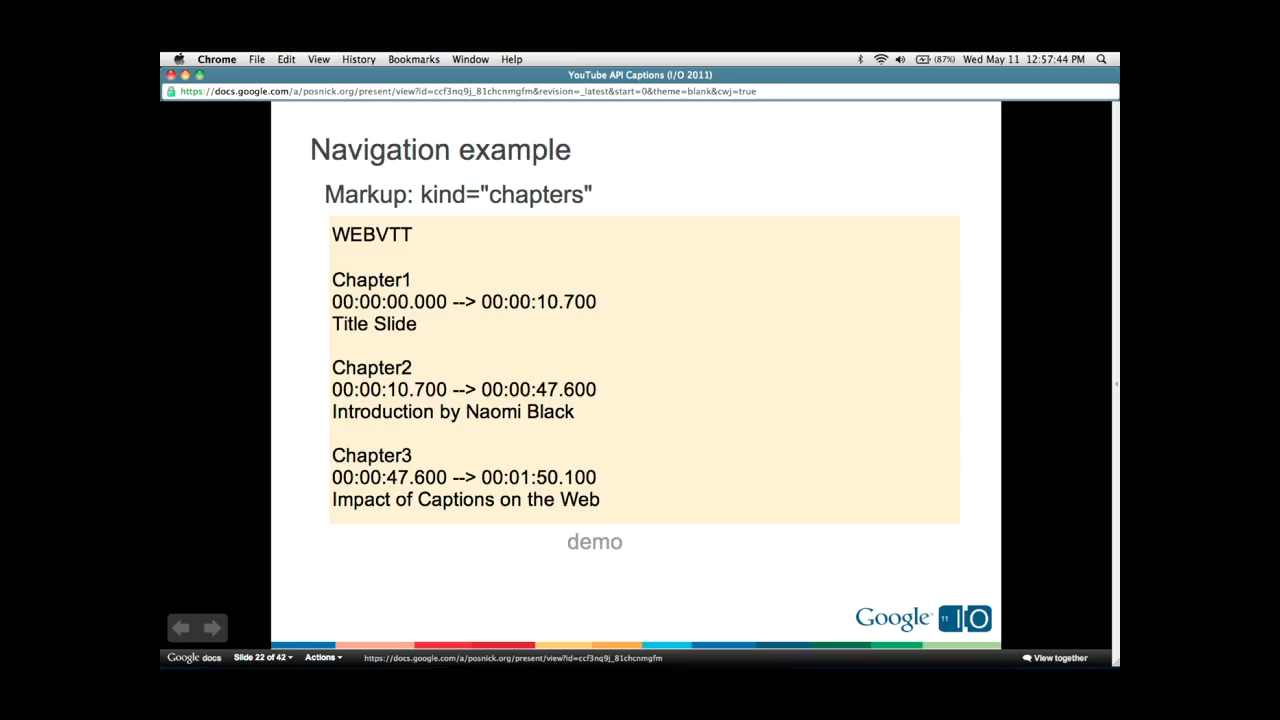 Chrome File Edit View History Bookmarks Window Help (87%) Wed May 11 12:57:44 PM
YouTube API Captions (I/O 2011)
https://docs.google.com/a/posnick.org/present/view?id=ccf3nq9j_81chcnmgfm&revision=_latest&start=0&theme=blank&cwj=true
Navigation example
Markup: kind="chapters"
WEBVTT
Chapter1
00:00:00.000 --> 00:00:10.700
Title Slide
Chapter2
00:00:10.700 --> 00:00:47.600
Introduction by Naomi Black
Chapter3
00:00:47.600 --> 00:01:50.100
Impact of Captions on the Web
demo
Google 11 IO
Google docs Slide 22 of 42 Actions https://docs.google.com/a/posnick.org/present/view?id=ccf3nq9j_81chcnmgfm View together